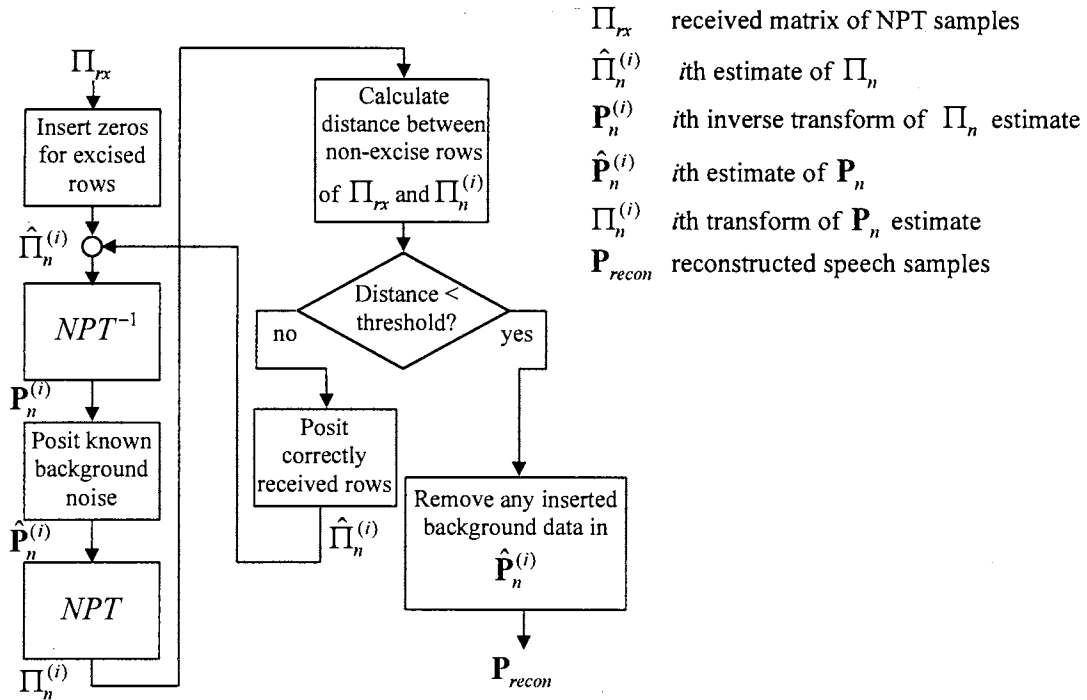 Π_rx
Insert zeros
for excised
rows
Π̂_n^(i)
NPT⁻¹
P_n^(i)
Posit known
background
noise
P̂_n^(i)
NPT
Π_n^(i)
Calculate
distance between
non-excise rows
of Π_rx and Π_n^(i)
Distance <
threshold?
no
yes
Posit
correctly
received rows
Π̂_n^(i)
Remove any inserted
background data in
P̂_n^(i)
P_recon
Π_rx received matrix of NPT samples
Π̂_n^(i) ith estimate of Π_n
P_n^(i) ith inverse transform of Π_n estimate
P̂_n^(i) ith estimate of P_n
Π_n^(i) ith transform of P_n estimate
P_recon reconstructed speech samples